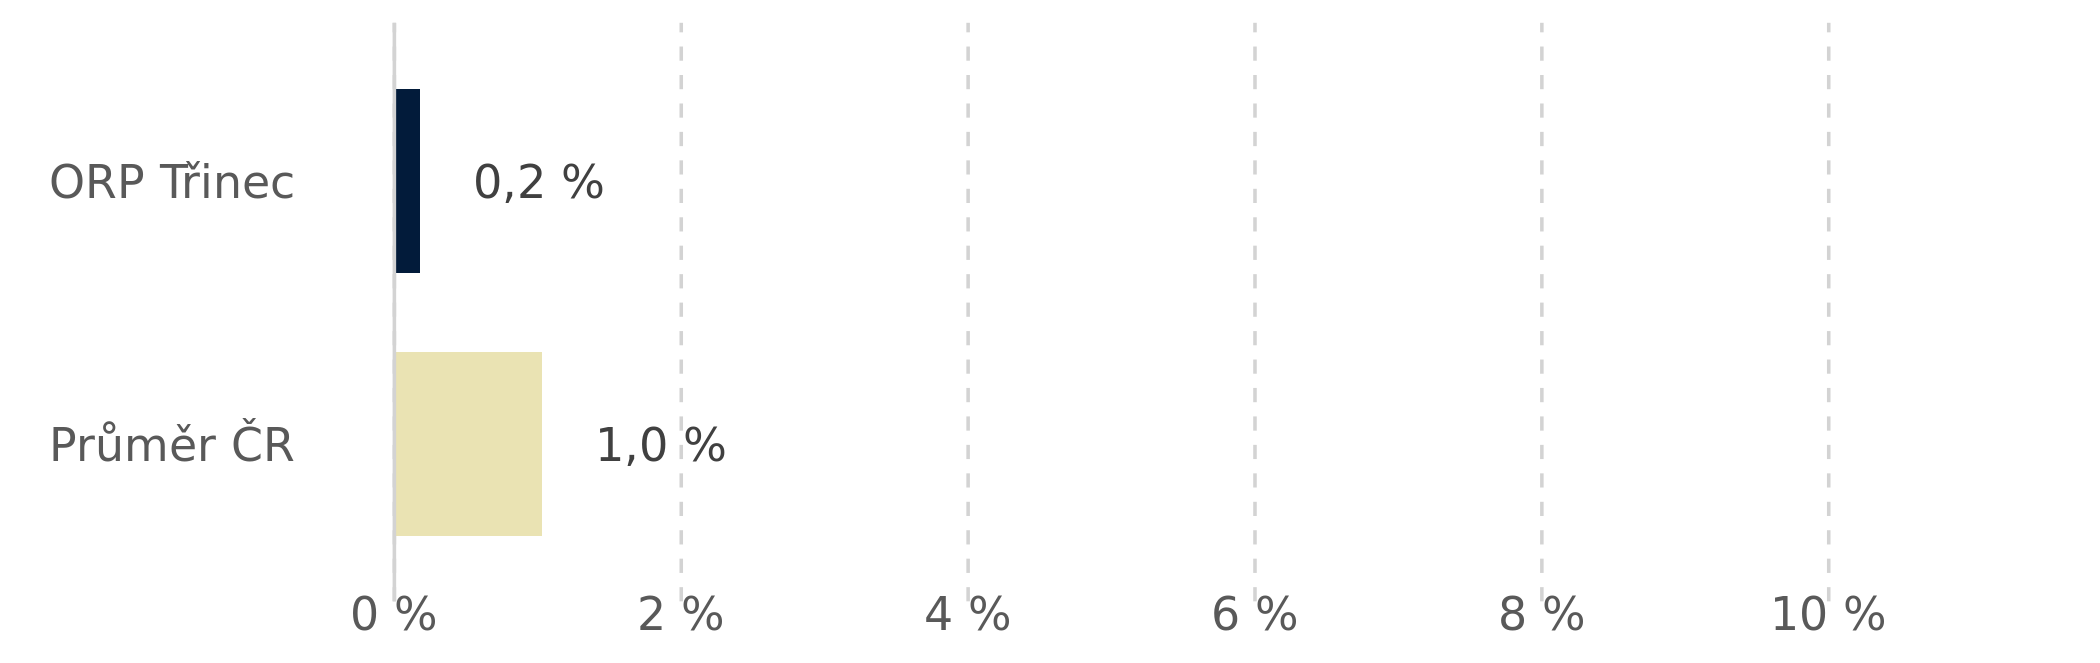 ORP Třinec 0,2 %
Průměr ČR 1,0 %
0 % 2 % 4 % 6 % 8 % 10 %